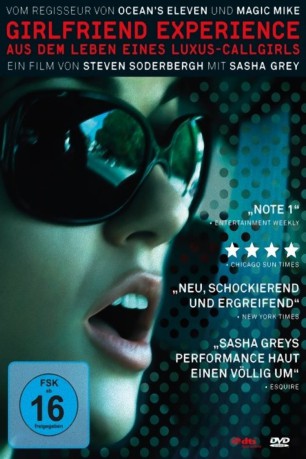 VOM REGISSEUR VON OCEAN'S ELEVEN UND MAGIC MIKE
GIRLFRIEND EXPERIENCE
AUS DEM LEBEN EINES LUXUS-CALLGIRLS
EIN FILM VON STEVEN SODERBERGH MIT SASHA GREY
„NOTE 1“
• ENTERTAINMENT WEEKLY
• CHICAGO SUN TIMES
„NEU, SCHOCKIEREND
UND ERGREIFEND“
• NEW YORK TIMES
„SASHA GREYS
PERFORMANCE HAUT
EINEN VÖLLIG UM“
• ESQUIRE
FSK
ab
16
freigegeben
dts
DVD